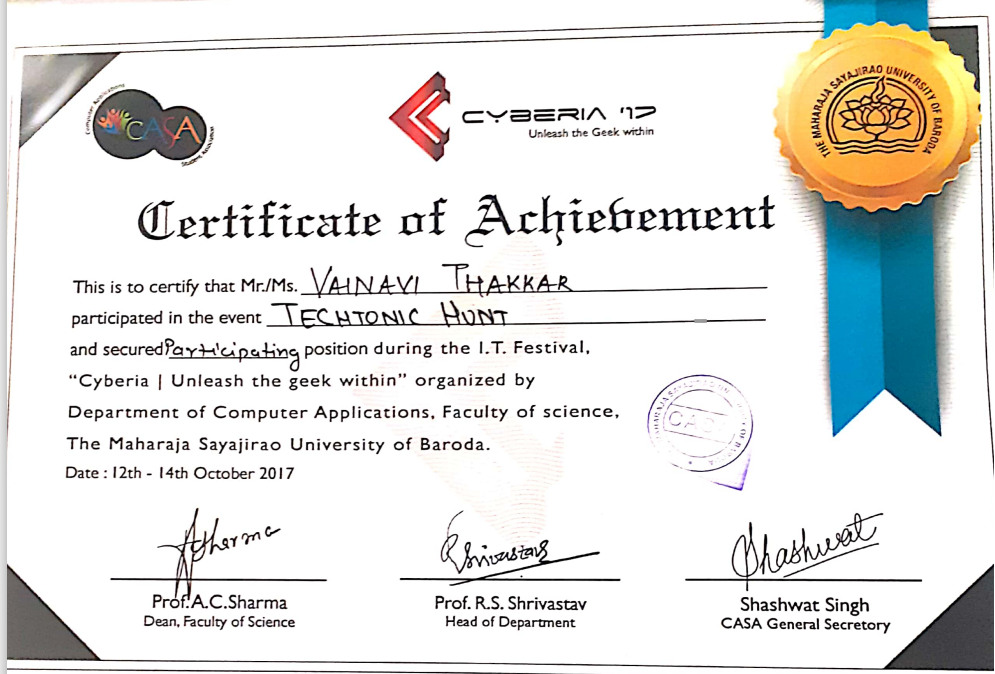 Computer Applications
CASA
Student Association
CYBERIA '17
Unleash the Geek within
THE MAHARAJA SAYAJIRAO UNIVERSITY OF BARODA
Certificate of Achievement
This is to certify that Mr./Ms. VAINAVI THAKKAR
participated in the event TECHTONIC HUNT
and secured Participating position during the I.T. Festival,
“Cyberia | Unleash the geek within” organized by
Department of Computer Applications, Faculty of science,
The Maharaja Sayajirao University of Baroda.
Date : 12th - 14th October 2017
CASA
Asherma
RShrivastav
Shashwat
Prof.A.C.Sharma
Prof. R.S. Shrivastav
Shashwat Singh
Dean, Faculty of Science
Head of Department
CASA General Secretary